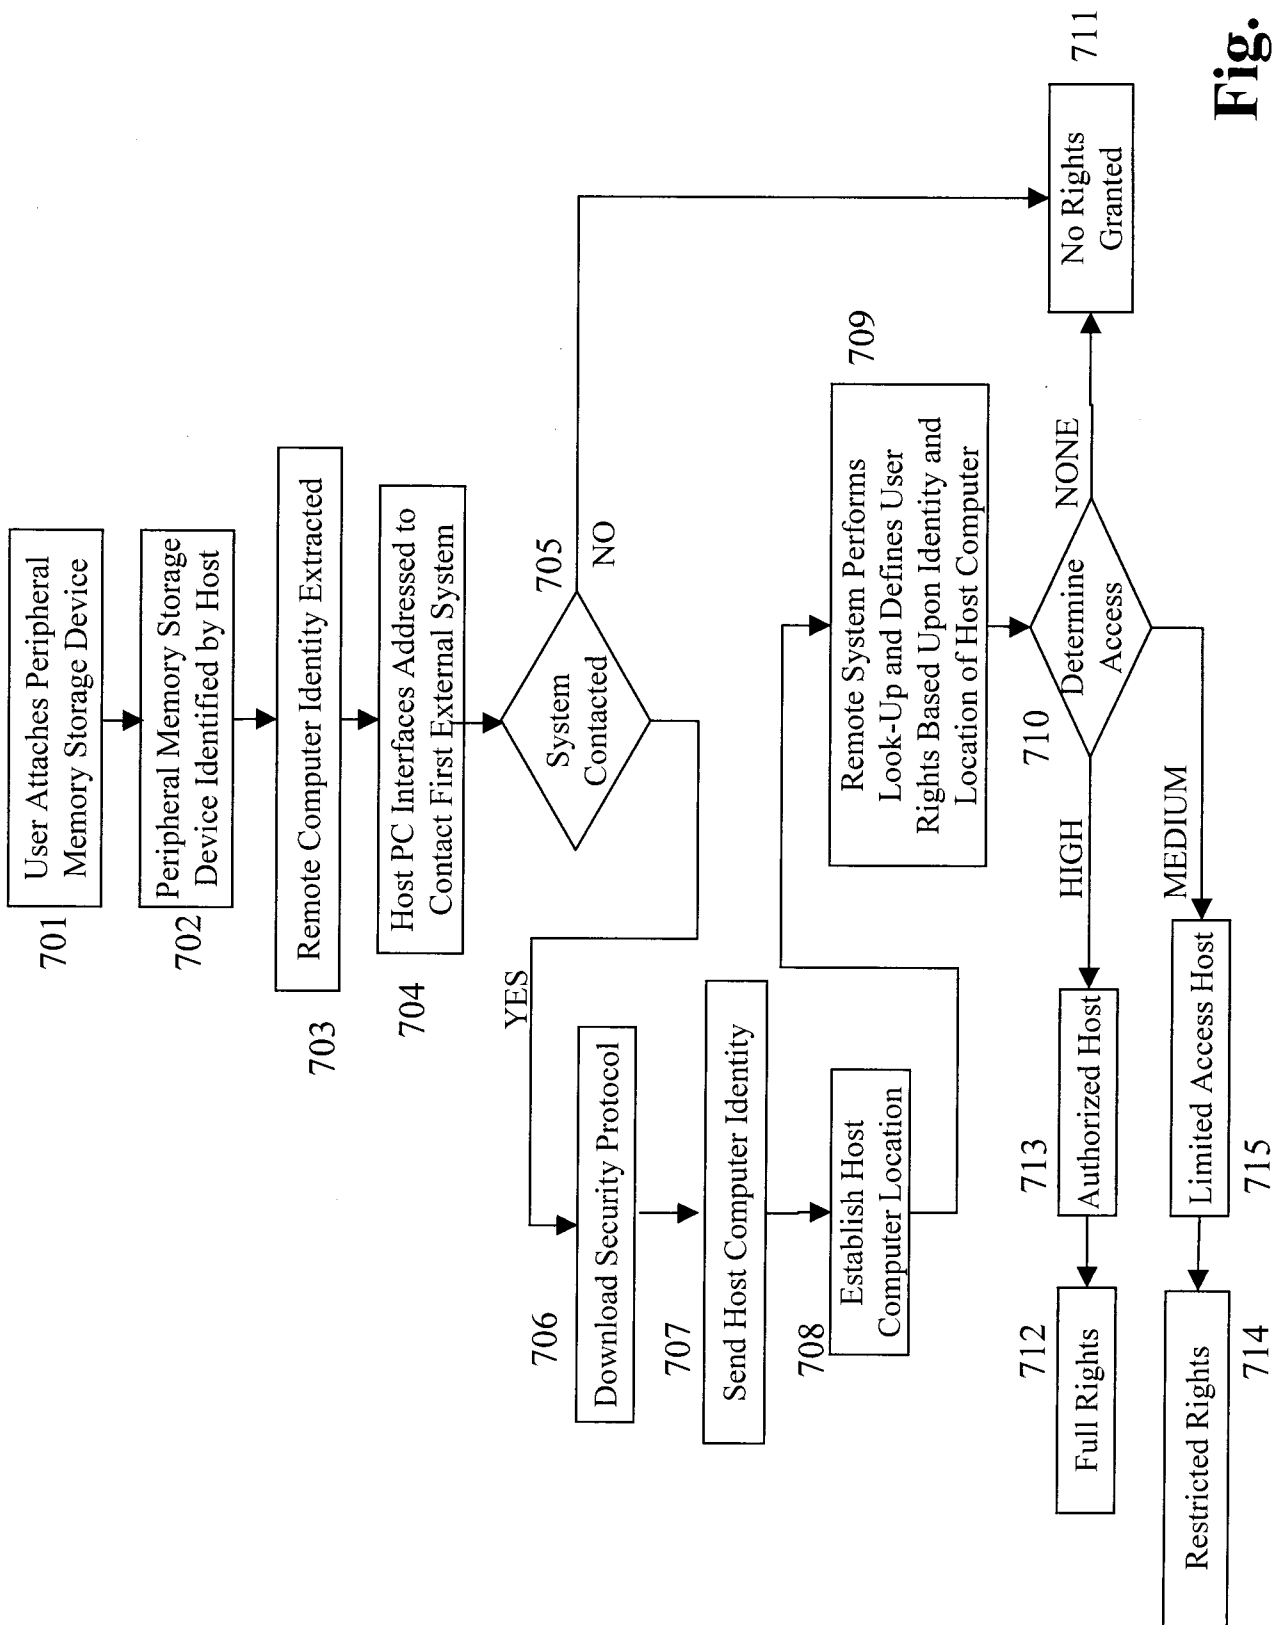 701
User Attaches Peripheral
Memory Storage Device
702
Peripheral Memory Storage
Device Identified by Host
703
Remote Computer Identity Extracted
704
Host PC Interfaces Addressed to
Contact First External System
705
System
Contacted
NO
YES
706
Download Security Protocol
707
Send Host Computer Identity
708
Establish Host
Computer Location
709
Remote System Performs
Look-Up and Defines User
Rights Based Upon Identity and
Location of Host Computer
710
Determine
Access
NONE
HIGH
MEDIUM
711
No Rights
Granted
713
Authorized Host
712
Full Rights
715
Limited Access Host
714
Restricted Rights
Fig.